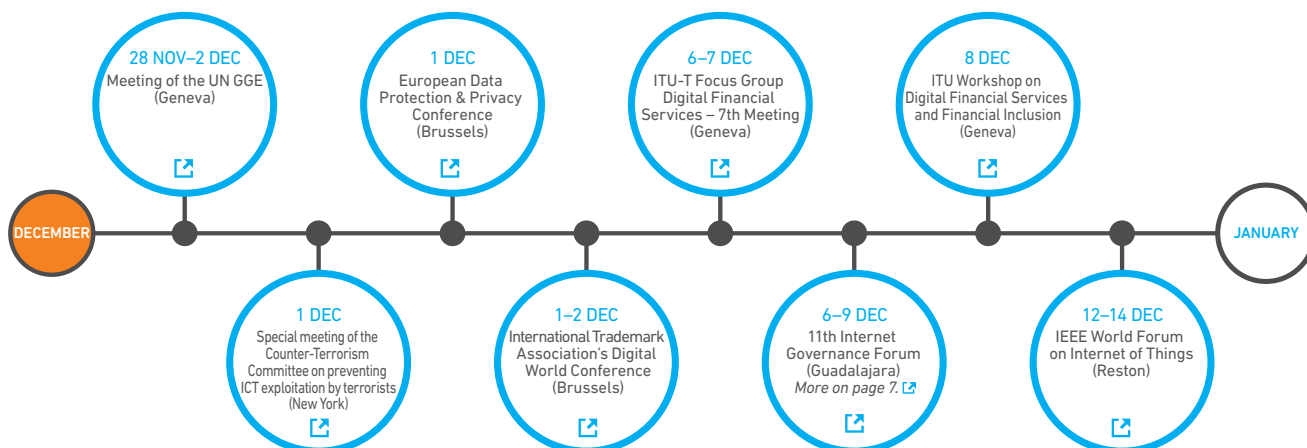 DECEMBER
28 NOV–2 DEC
Meeting of the UN GGE
(Geneva)
1 DEC
Special meeting of the
Counter-Terrorism
Committee on preventing
ICT exploitation by terrorists
(New York)
1 DEC
European Data
Protection & Privacy
Conference
(Brussels)
1–2 DEC
International Trademark
Association's Digital
World Conference
(Brussels)
6–7 DEC
ITU-T Focus Group
Digital Financial
Services – 7th Meeting
(Geneva)
6–9 DEC
11th Internet
Governance Forum
(Guadalajara)
More on page 7.
8 DEC
ITU Workshop on
Digital Financial Services
and Financial Inclusion
(Geneva)
12–14 DEC
IEEE World Forum
on Internet of Things
(Reston)
JANUARY